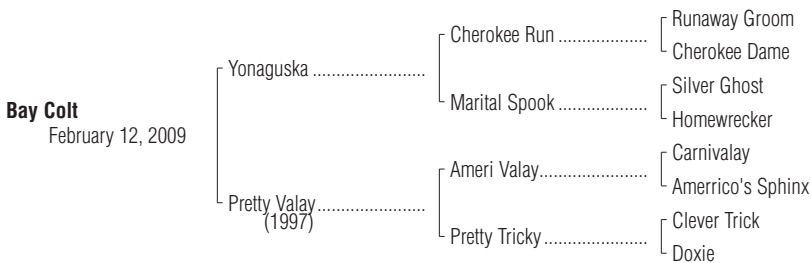 Runaway Groom
Cherokee Run ....................
Cherokee Dame
Yonaguska .........................
Silver Ghost
Marital Spook ....................
Homewrecker
Bay Colt
February 12, 2009
Carnivalay
Ameri Valay........................
Amerrico's Sphinx
Pretty Valay........................
(1997)
Clever Trick
Pretty Tricky .......................
Doxie